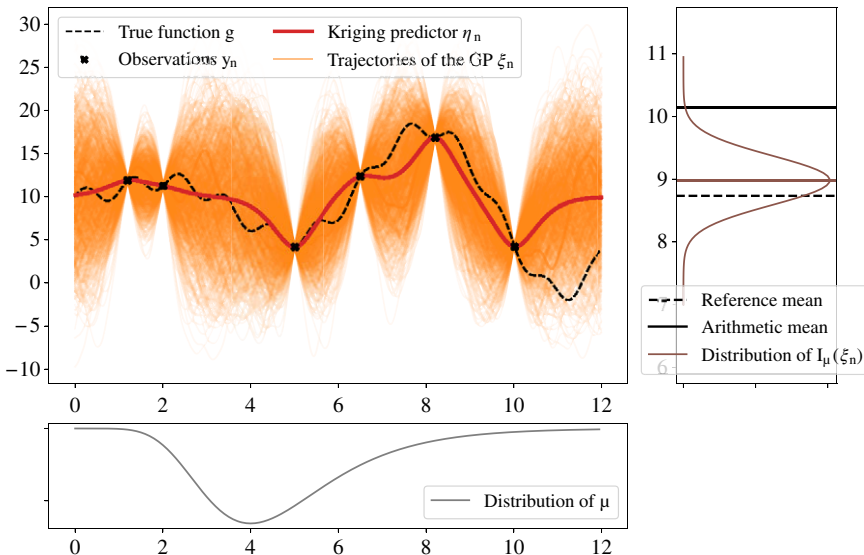 True function g
Observations yn
Kriging predictor ηn
Trajectories of the GP ξn
30
25
20
15
10
5
0
−5
−10
0 2 4 6 8 10 12
11
10
9
8
7
6
Reference mean
Arithmetic mean
Distribution of Iμ(ξn)
Distribution of μ
0 2 4 6 8 10 12